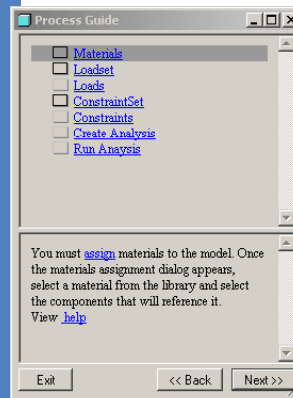 Process Guide
Materials
Loadset
Loads
ConstraintSet
Constraints
Create Analysis
Run Anaysis
You must assign materials to the model. Once
the materials assignment dialog appears,
select a material from the library and select
the components that will reference it.
View help
Exit
<< Back
Next >>